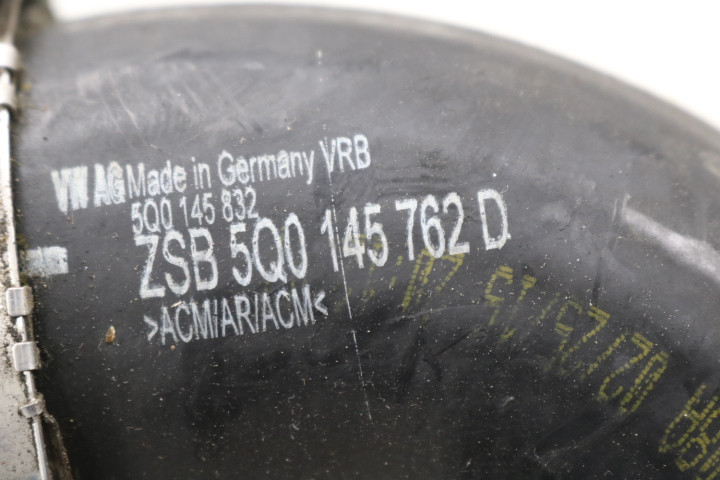 VW AG Made in Germany VRB
5Q0 145 832
ZSB 5Q0 145 762 D
>ACM/AR/ACM<